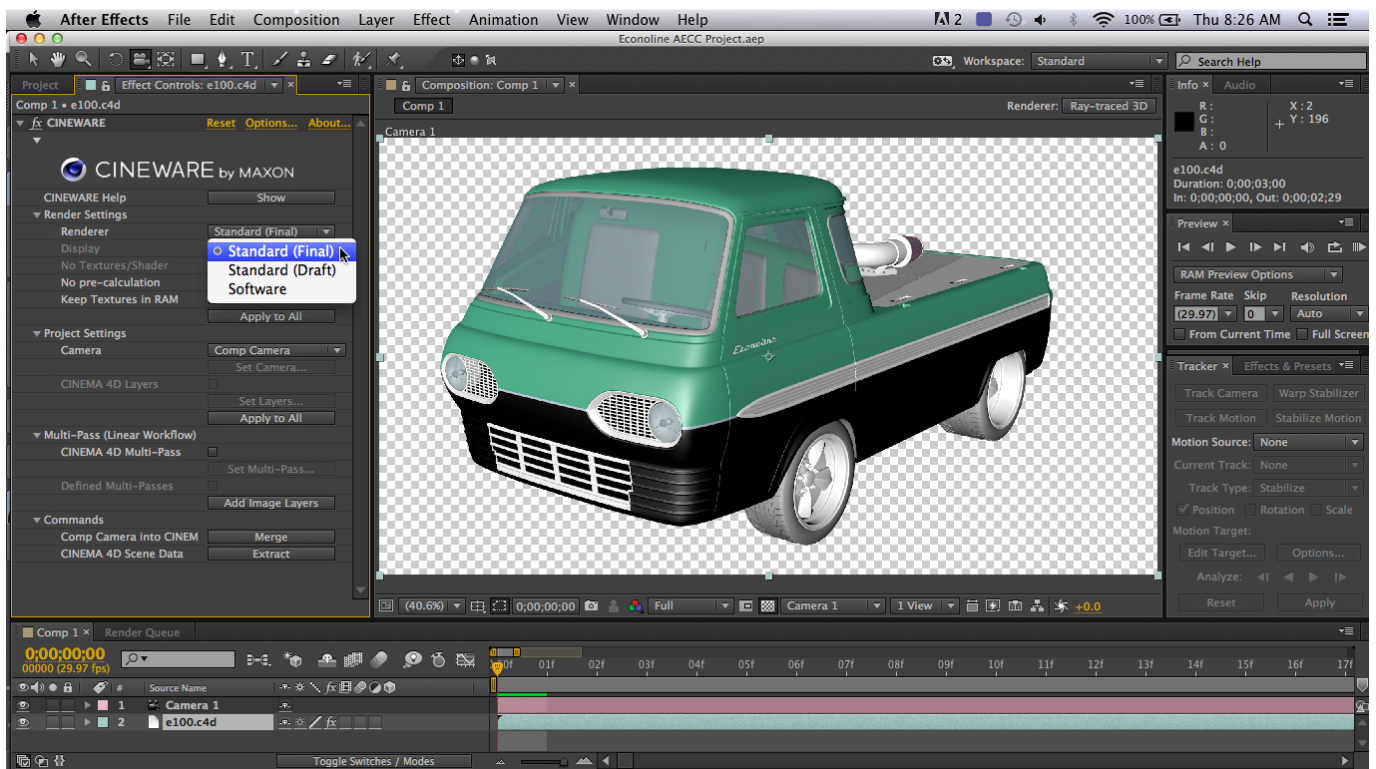 After Effects File Edit Composition Layer Effect Animation View Window Help 2 100% Thu 8:26 AM
Econoline AECC Project.aep
Workspace: Standard Search Help
Project Effect Controls: e100.c4d
Comp 1 • e100.c4d
fx CINEWARE Reset Options... About...
CINEWARE by MAXON
CINEWARE Help Show
Render Settings
Renderer Standard (Final)
Display
Standard (Final)
No Textures/Shader
Standard (Draft)
No pre-calculation
Software
Keep Textures in RAM
Apply to All
Project Settings
Camera Comp Camera
Set Camera...
CINEMA 4D Layers
Set Layers...
Apply to All
Multi-Pass (Linear Workflow)
CINEMA 4D Multi-Pass
Set Multi-Pass...
Defined Multi-Passes
Add Image Layers
Commands
Comp Camera into CINEM Merge
CINEMA 4D Scene Data Extract
Composition: Comp 1
Comp 1 Renderer: Ray-traced 3D
Camera 1
Econoline
(40.6%) 0;00;00;00 Full Camera 1 1 View +0.0
Info Audio
R: X: 2
G: + Y: 196
B:
A: 0
e100.c4d
Duration: 0;00;03;00
In: 0;00;00;00, Out: 0;00;02;29
Preview
RAM Preview Options
Frame Rate Skip Resolution
(29.97) 0 Auto
From Current Time Full Screen
Tracker Effects & Presets
Track Camera Warp Stabilizer
Track Motion Stabilize Motion
Motion Source: None
Current Track: None
Track Type: Stabilize
Position Rotation Scale
Motion Target:
Edit Target... Options...
Analyze:
Reset Apply
Comp 1 Render Queue
0;00;00;00
00000 (29.97 fps)
00f 01f 02f 03f 04f 05f 06f 07f 08f 09f 10f 11f 12f 13f 14f 15f 16f 17f
# Source Name fx
1 Camera 1
2 e100.c4d fx
Toggle Switches / Modes